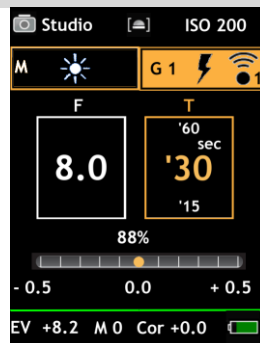 Studio ISO 200
M G 1 1
F T
'60
sec
8.0 '30
'15
88%
- 0.5 0.0 + 0.5
EV +8.2 M 0 Cor +0.0